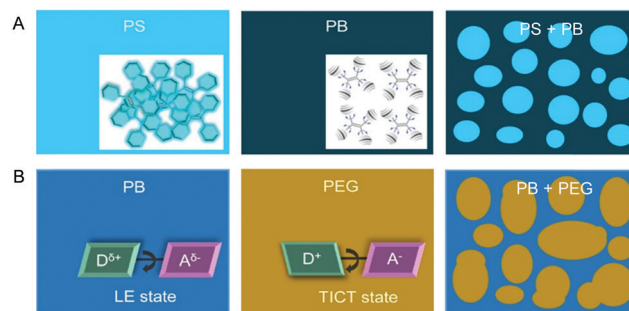 A
PS
PB
PS + PB
B
PB
PEG
PB + PEG
Dδ+
Aδ-
D+
A-
LE state
TICT state